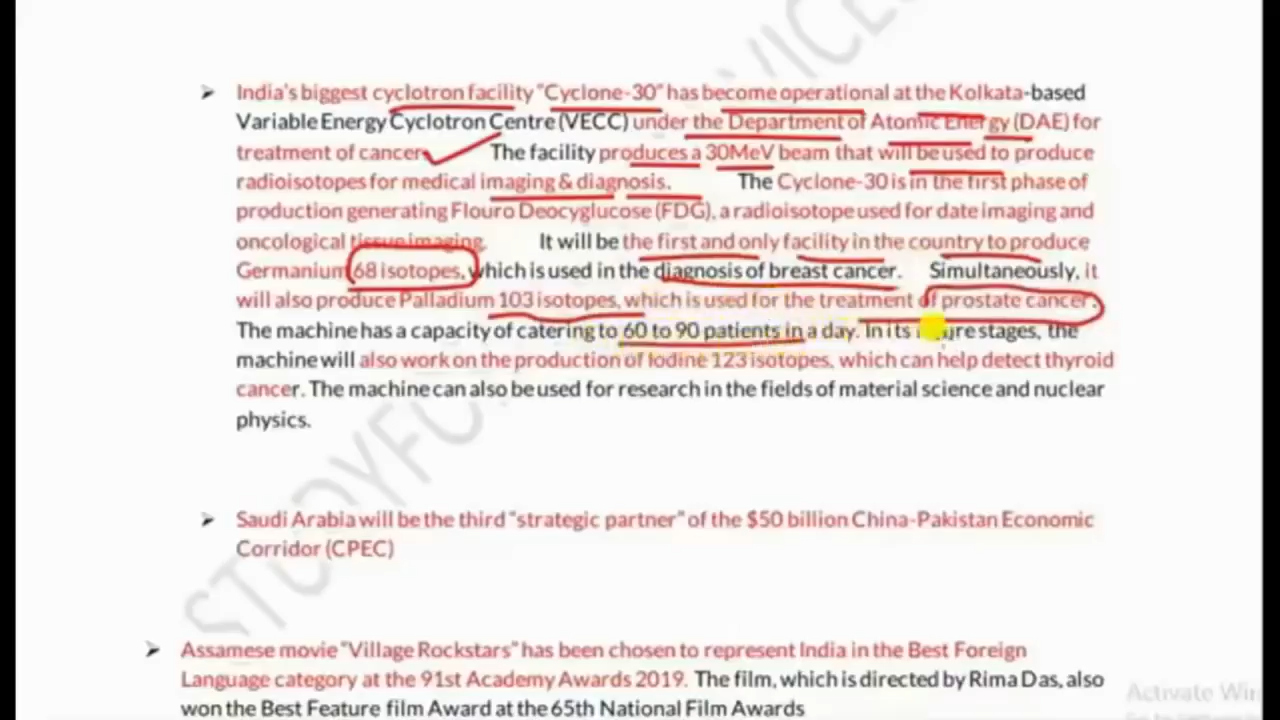 India's biggest cyclotron facility "Cyclone-30" has become operational at the Kolkata-based
Variable Energy Cyclotron Centre (VECC) under the Department of Atomic Energy (DAE) for
treatment of cancer. The facility produces a 30MeV beam that will be used to produce
radioisotopes for medical imaging & diagnosis. The Cyclone-30 is in the first phase of
production generating Flouro Deocyglucose (FDG), a radioisotope used for date imaging and
oncological tissue imaging. It will be the first and only facility in the country to produce
Germanium 68 isotopes, which is used in the diagnosis of breast cancer. Simultaneously, it
will also produce Palladium 103 isotopes, which is used for the treatment of prostate cancer.
The machine has a capacity of catering to 60 to 90 patients in a day. In its stages, the
machine will also work on the production of Iodine 123 isotopes, which can help detect thyroid
cancer. The machine can also be used for research in the fields of material science and nuclear
physics.
Saudi Arabia will be the third "strategic partner" of the $50 billion China-Pakistan Economic
Corridor (CPEC)
Assamese movie "Village Rockstars" has been chosen to represent India in the Best Foreign
Language category at the 91st Academy Awards 2019. The film, which is directed by Rima Das, also
won the Best Feature film Award at the 65th National Film Awards
Activate Win